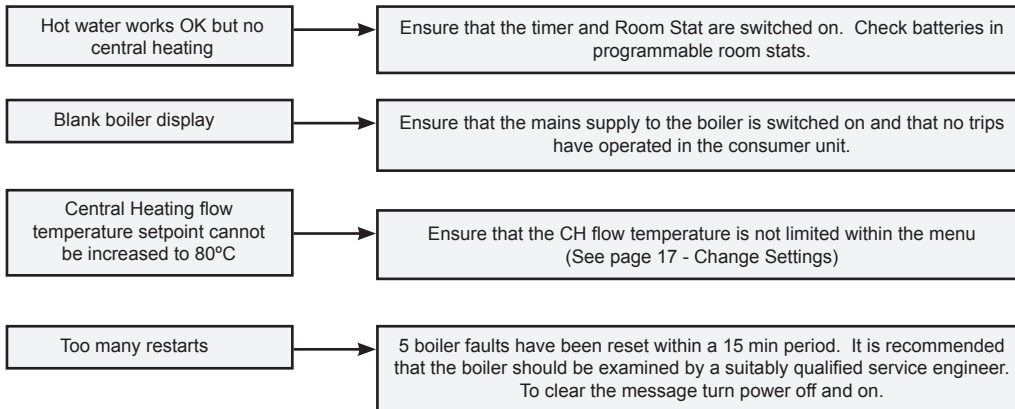 Hot water works OK but no
central heating
Ensure that the timer and Room Stat are switched on.  Check batteries in
programmable room stats.
Blank boiler display
Ensure that the mains supply to the boiler is switched on and that no trips
have operated in the consumer unit.
Central Heating flow
temperature setpoint cannot
be increased to 80ºC
Ensure that the CH flow temperature is not limited within the menu
(See page 17 - Change Settings)
Too many restarts
5 boiler faults have been reset within a 15 min period.  It is recommended
that the boiler should be examined by a suitably qualified service engineer.
To clear the message turn power off and on.